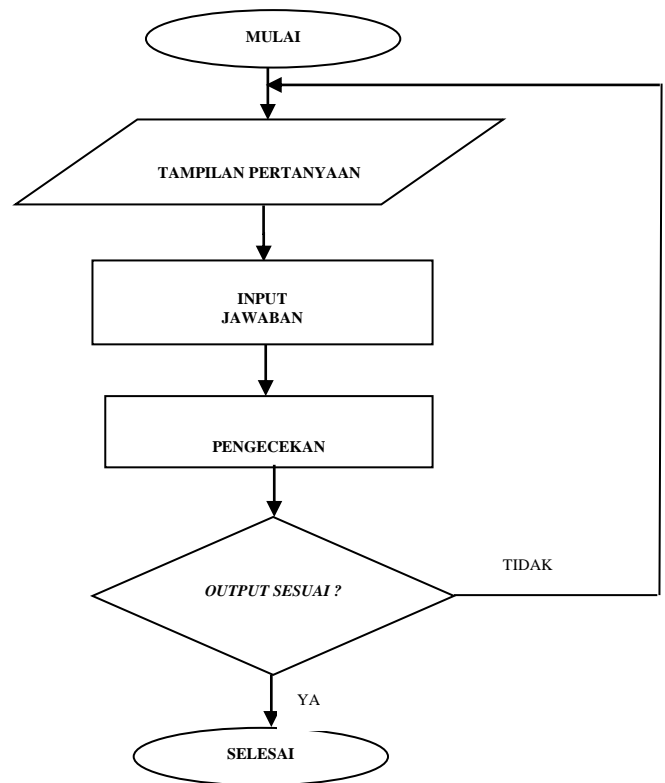 MULAI
TAMPILAN PERTANYAAN
INPUT
JAWABAN
PENGECEKAN
OUTPUT SESUAI ?
TIDAK
YA
SELESAI